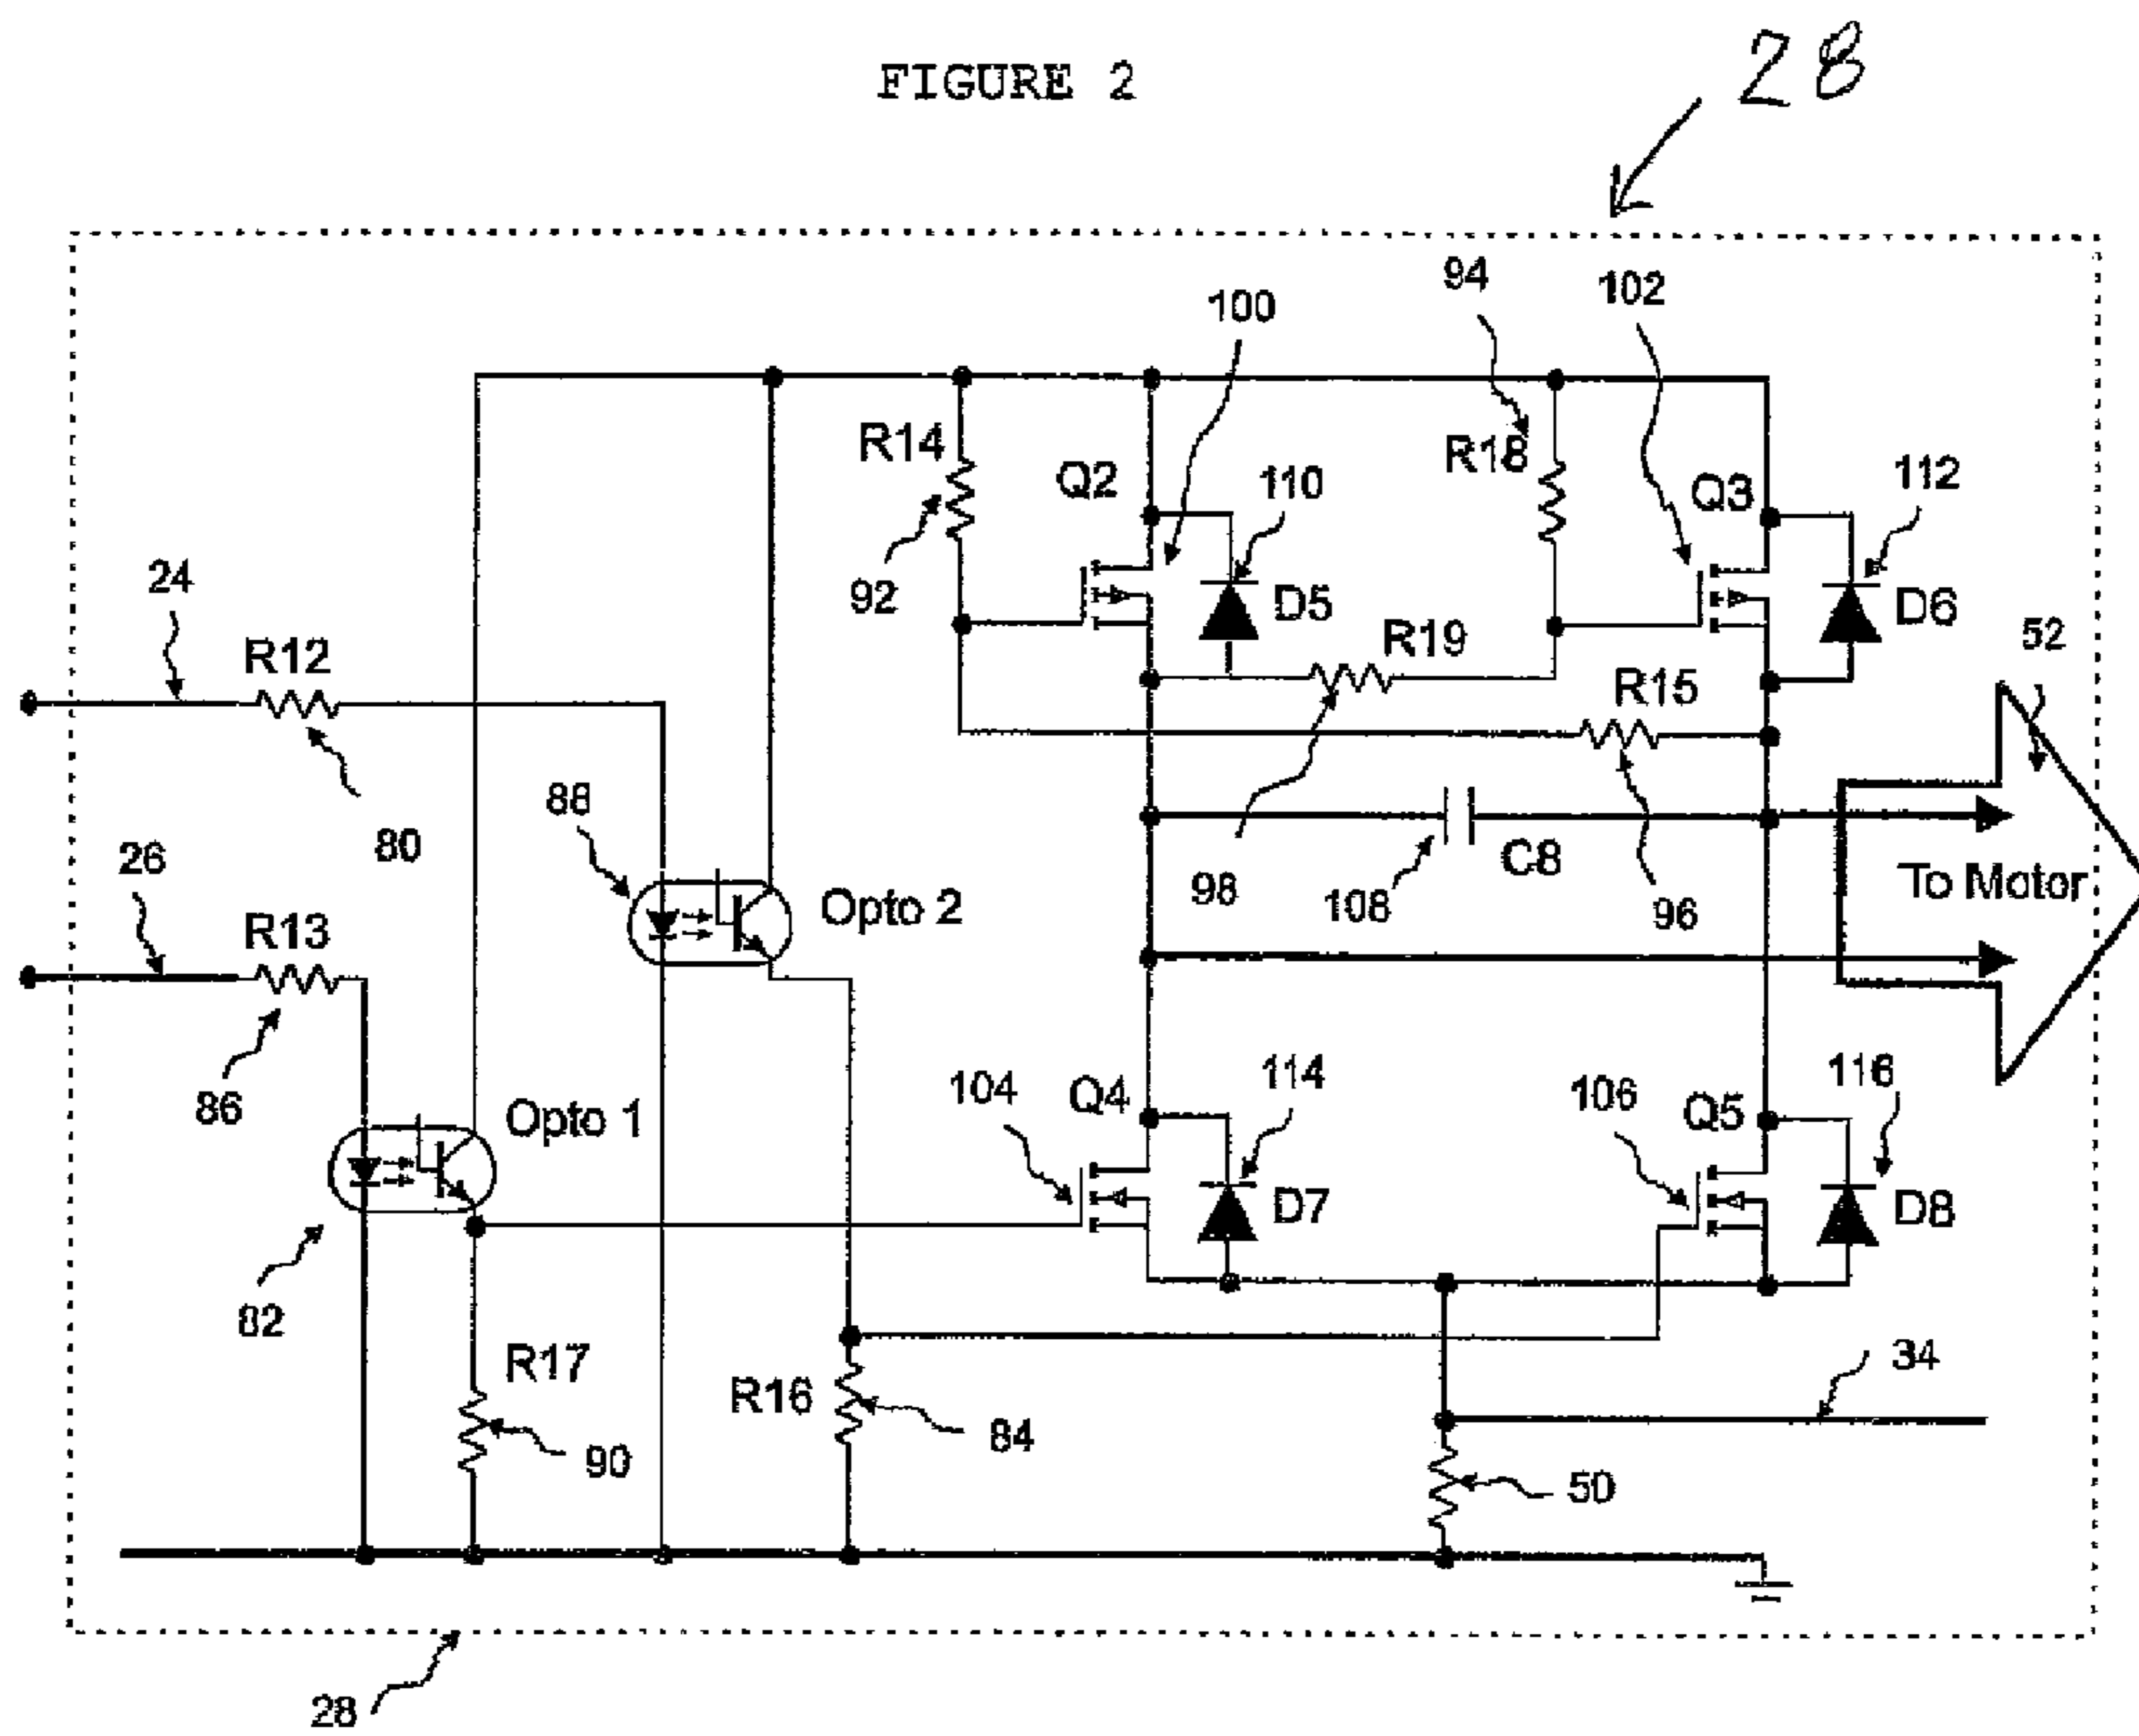 FIGURE 2
28
94
102
100
R14
Q2
R18
110
Q3
112
92
D5
D6
24
R12
R19
52
R15
88
80
26
98
108
C8
96
To Motor
R13
Opto 2
86
Opto 1
104
Q4
114
106
Q5
116
D7
D8
82
R17
R16
84
34
90
50
28